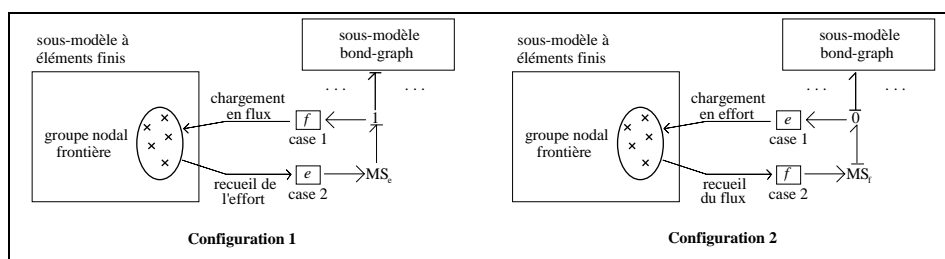 sous-modèle à
éléments finis
sous-modèle
bond-graph
. . .
. . .
chargement
en flux
f
1
case 1
groupe nodal
frontière
e
MSe
recueil de
l'effort
case 2
Configuration 1
sous-modèle à
éléments finis
sous-modèle
bond-graph
. . .
. . .
chargement
en effort
e
0
case 1
groupe nodal
frontière
f
MSf
recueil
du flux
case 2
Configuration 2